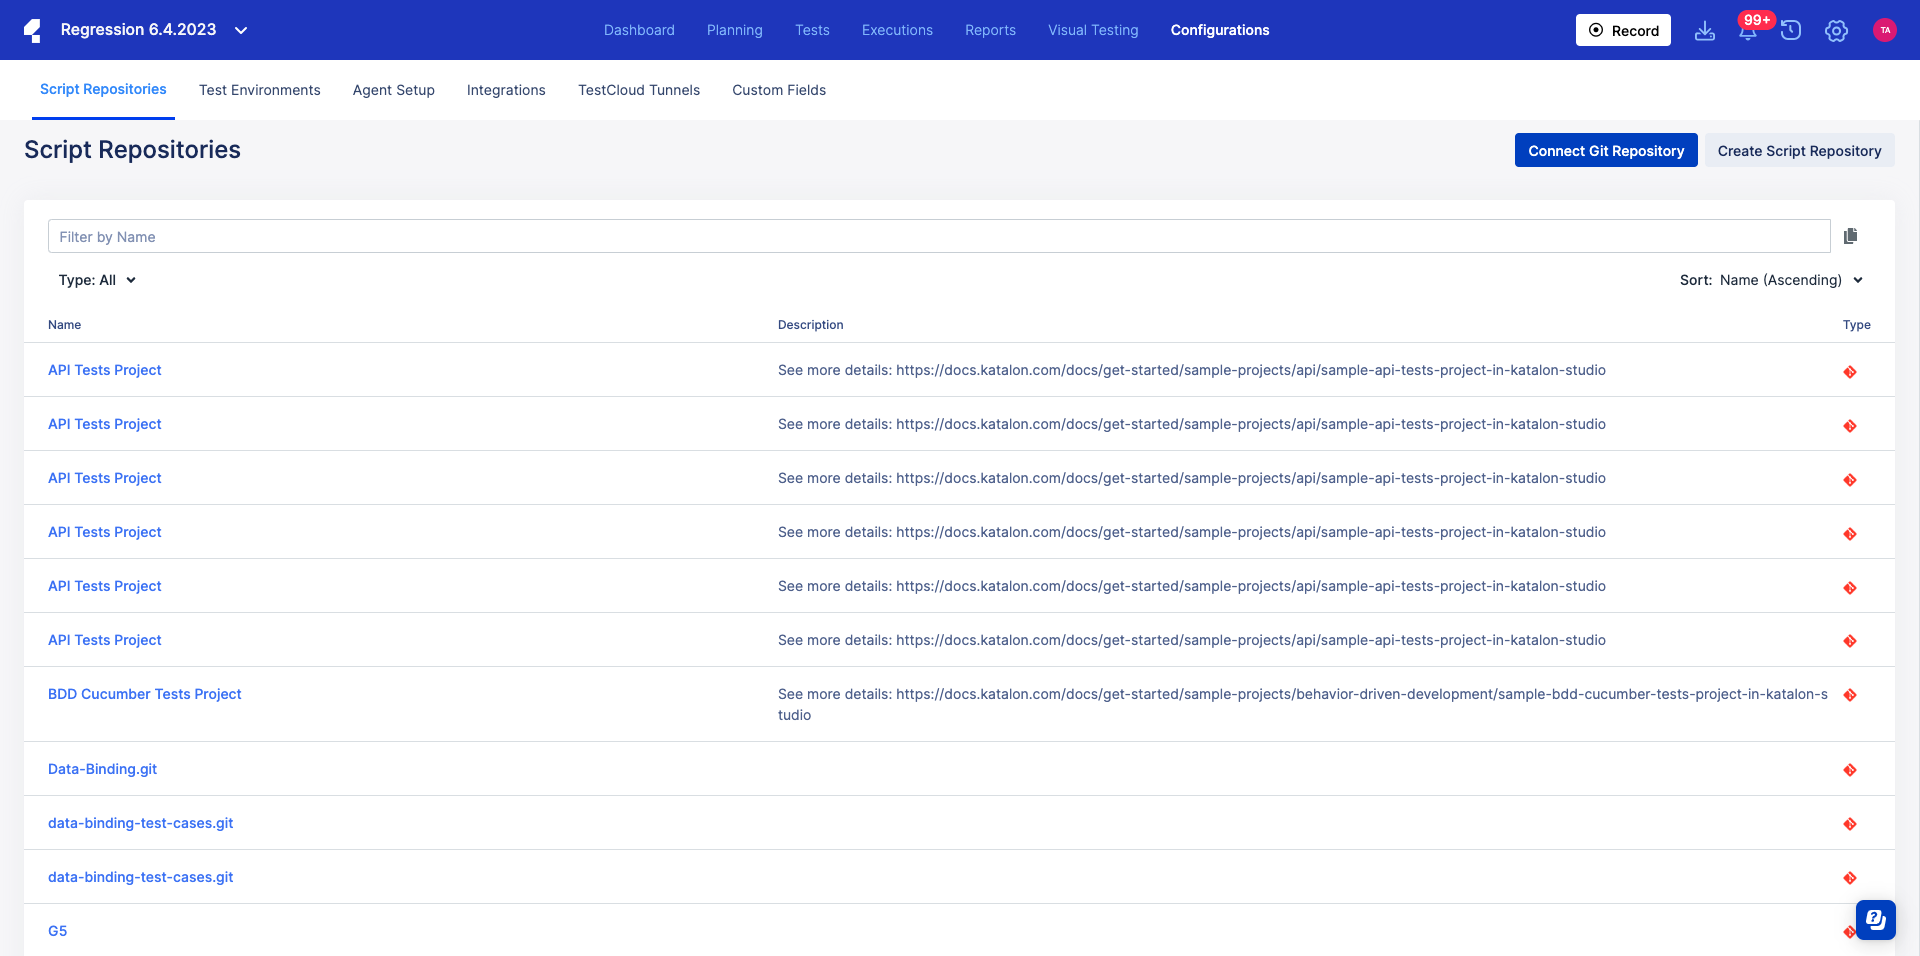 Regression 6.4.2023
Dashboard Planning Tests Executions Reports Visual Testing Configurations
Record
99+
TA
Script Repositories Test Environments Agent Setup Integrations TestCloud Tunnels Custom Fields
Script Repositories
Connect Git Repository Create Script Repository
Filter by Name
Type: All
Sort: Name (Ascending)
Name Description Type
API Tests Project See more details: https://docs.katalon.com/docs/get-started/sample-projects/api/sample-api-tests-project-in-katalon-studio
API Tests Project See more details: https://docs.katalon.com/docs/get-started/sample-projects/api/sample-api-tests-project-in-katalon-studio
API Tests Project See more details: https://docs.katalon.com/docs/get-started/sample-projects/api/sample-api-tests-project-in-katalon-studio
API Tests Project See more details: https://docs.katalon.com/docs/get-started/sample-projects/api/sample-api-tests-project-in-katalon-studio
API Tests Project See more details: https://docs.katalon.com/docs/get-started/sample-projects/api/sample-api-tests-project-in-katalon-studio
API Tests Project See more details: https://docs.katalon.com/docs/get-started/sample-projects/api/sample-api-tests-project-in-katalon-studio
BDD Cucumber Tests Project See more details: https://docs.katalon.com/docs/get-started/sample-projects/behavior-driven-development/sample-bdd-cucumber-tests-project-in-katalon-s
tudio
Data-Binding.git
data-binding-test-cases.git
data-binding-test-cases.git
G5